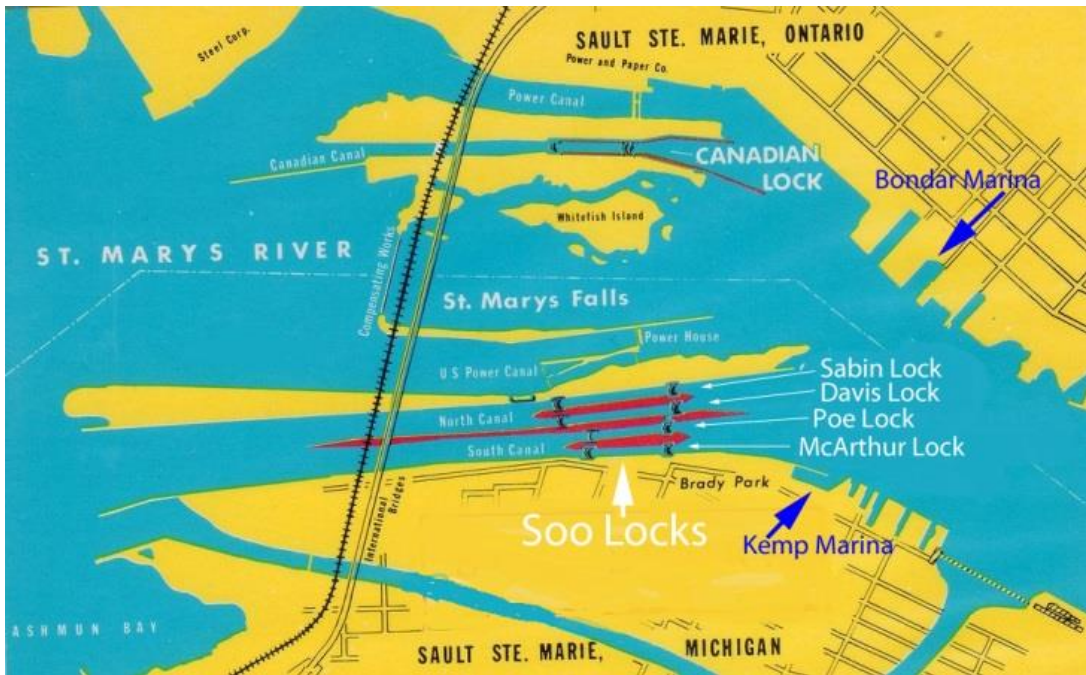 Steel Corp.
SAULT STE. MARIE, ONTARIO
Power and Paper Co.
Power Canal
Canadian Canal
CANADIAN
LOCK
Bondar Marina
Whitefish Island
ST. MARYS RIVER
Compensating Works
St. Marys Falls
Power House
U S Power Canal
Sabin Lock
Davis Lock
Poe Lock
McArthur Lock
North Canal
South Canal
Brady Park
International
Bridges
Soo Locks
Kemp Marina
ASHMUN BAY
SAULT STE. MARIE, MICHIGAN